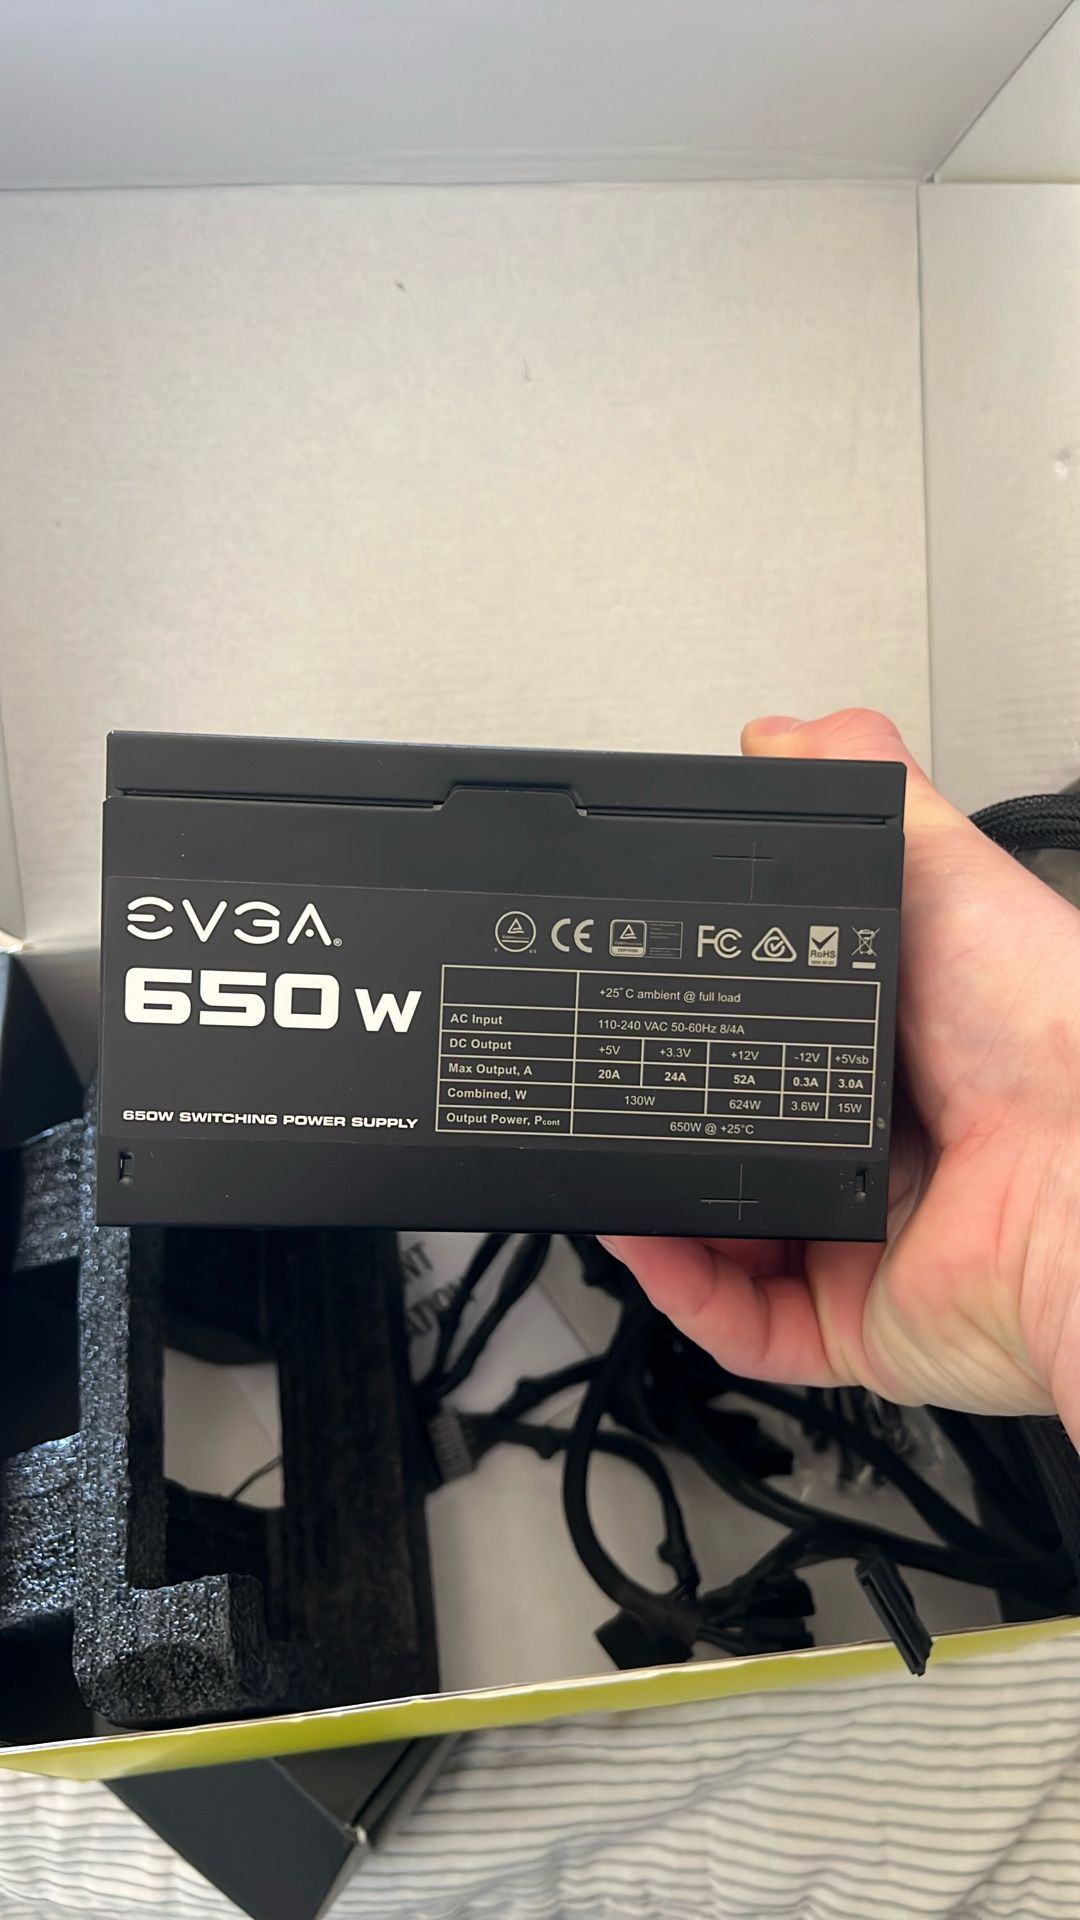 EVGA®
650 W
650W SWITCHING POWER SUPPLY
CE
FC
RoHS
+25°C ambient @ full load
AC Input 110-240 VAC 50-60Hz 8/4A
DC Output +5V +3.3V +12V -12V +5Vsb
Max Output, A 20A 24A 52A 0.3A 3.0A
Combined, W 130W 624W 3.6W 15W
Output Power, Pcont 650W @ +25°C